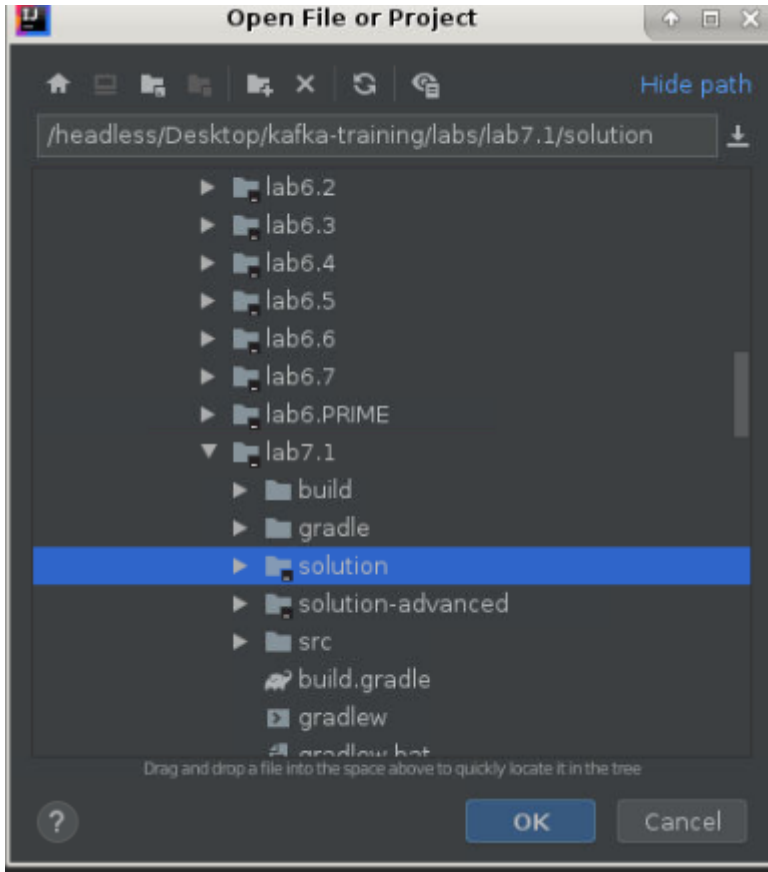 Open File or Project
Hide path
/headless/Desktop/kafka-training/labs/lab7.1/solution
lab6.2
lab6.3
lab6.4
lab6.5
lab6.6
lab6.7
lab6.PRIME
lab7.1
build
gradle
solution
solution-advanced
src
build.gradle
gradlew
gradlew.bat
Drag and drop a file into the space above to quickly locate it in the tree
? OK Cancel